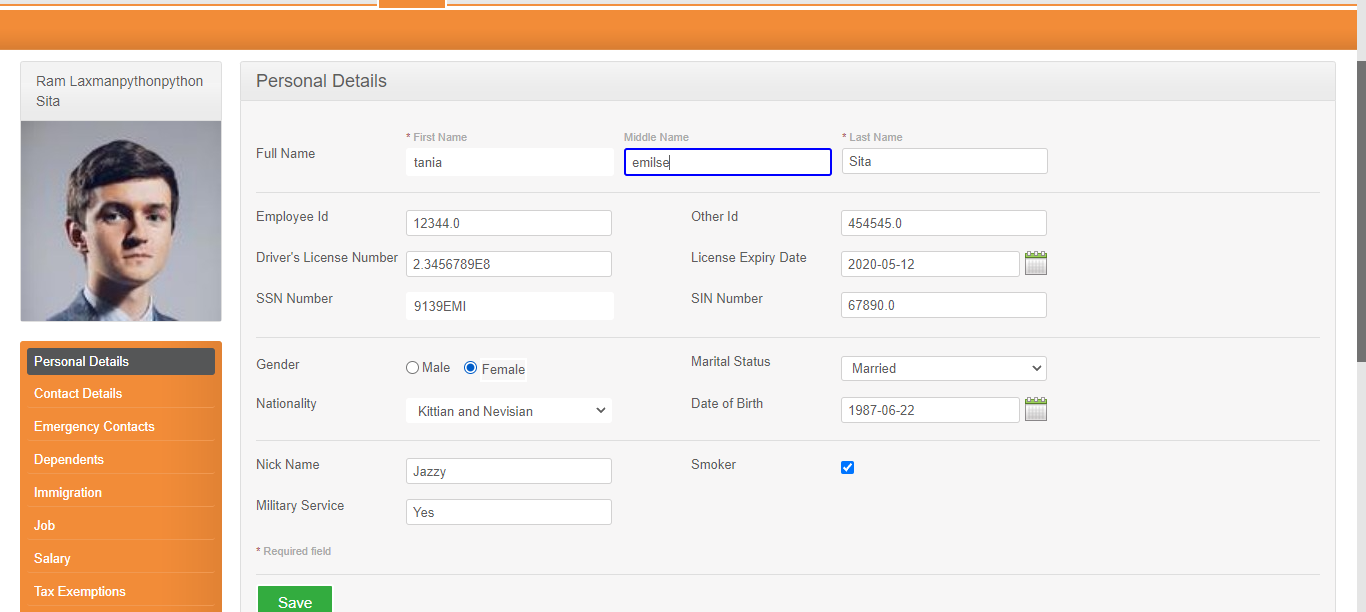 Ram Laxmanpythonpython
Sita
Personal Details
Contact Details
Emergency Contacts
Dependents
Immigration
Job
Salary
Tax Exemptions
Personal Details
* First Name Middle Name * Last Name
Full Name tania emilse Sita
Employee Id 12344.0 Other Id 454545.0
Driver's License Number 2.3456789E8 License Expiry Date 2020-05-12
SSN Number 9139EMI SIN Number 67890.0
Gender Male Female Marital Status Married
Nationality Kittian and Nevisian Date of Birth 1987-06-22
Nick Name Jazzy Smoker
Military Service Yes
* Required field
Save